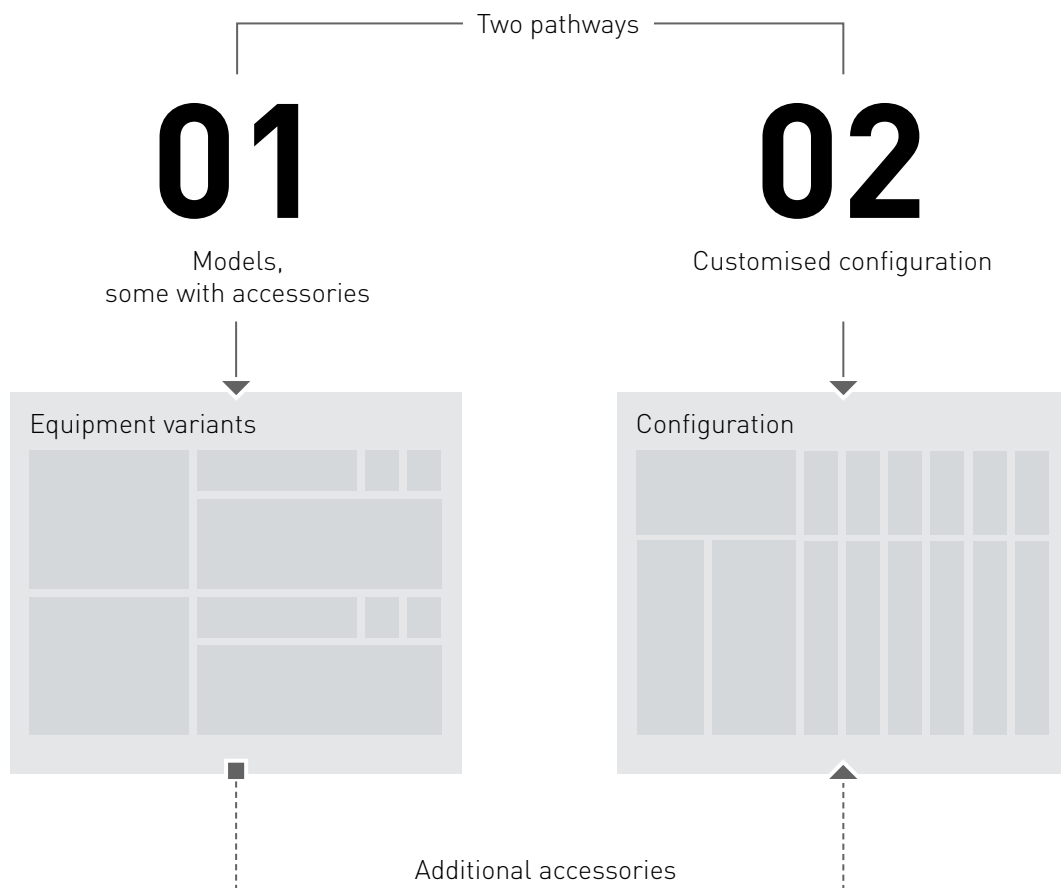 Two pathways
01
02
Models,
some with accessories
Customised configuration
Equipment variants
Configuration
Additional accessories